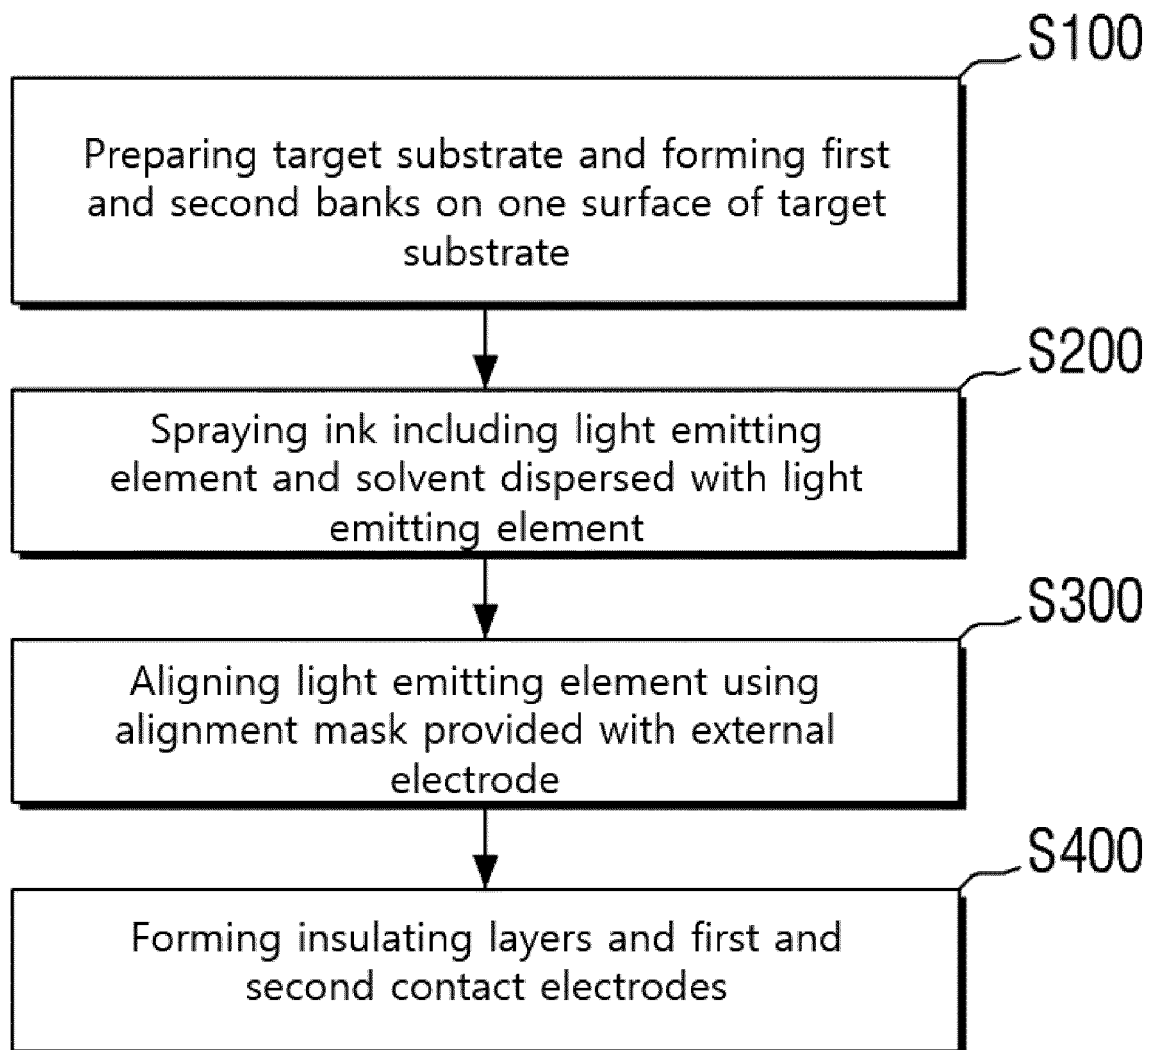 S100
Preparing target substrate and forming first
and second banks on one surface of target
substrate
S200
Spraying ink including light emitting
element and solvent dispersed with light
emitting element
S300
Aligning light emitting element using
alignment mask provided with external
electrode
S400
Forming insulating layers and first and
second contact electrodes